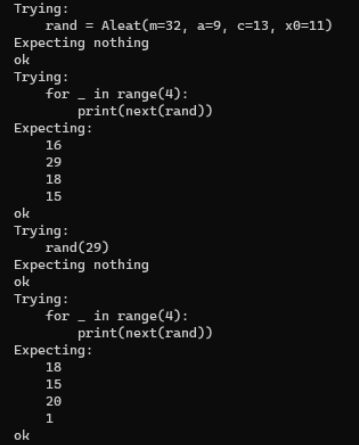 Trying:
    rand = Aleat(m=32, a=9, c=13, x0=11)
Expecting nothing
ok
Trying:
    for _ in range(4):
        print(next(rand))
Expecting:
    16
    29
    18
    15
ok
Trying:
    rand(29)
Expecting nothing
ok
Trying:
    for _ in range(4):
        print(next(rand))
Expecting:
    18
    15
    20
    1
ok